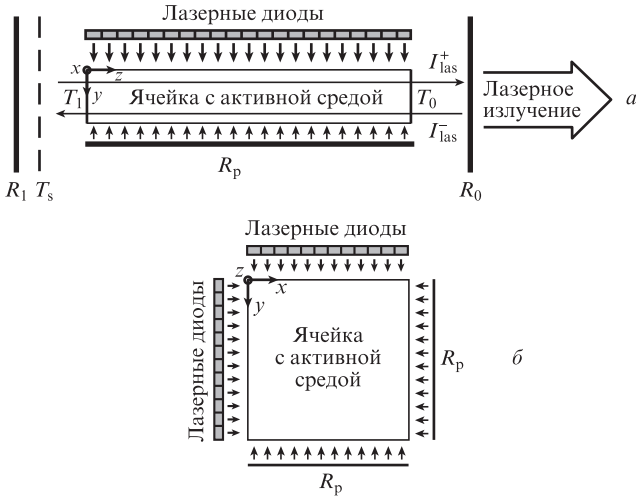 Лазерные диоды
x
z
y
I⁺las
T₁
Ячейка с активной средой
T₀
Лазерное
излучение
а
I⁻las
Rp
R₁
Ts
R₀
Лазерные диоды
z
x
y
Лазерные диоды
Ячейка
с активной
средой
Rp
б
Rp